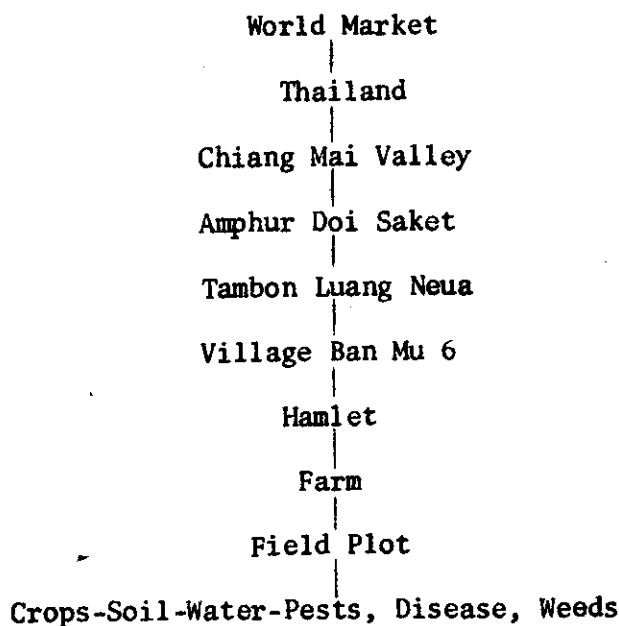 World Market
Thailand
Chiang Mai Valley
Amphur Doi Saket
Tambon Luang Neua
Village Ban Mu 6
Hamlet
Farm
Field Plot
Crops-Soil-Water-Pests, Disease, Weeds